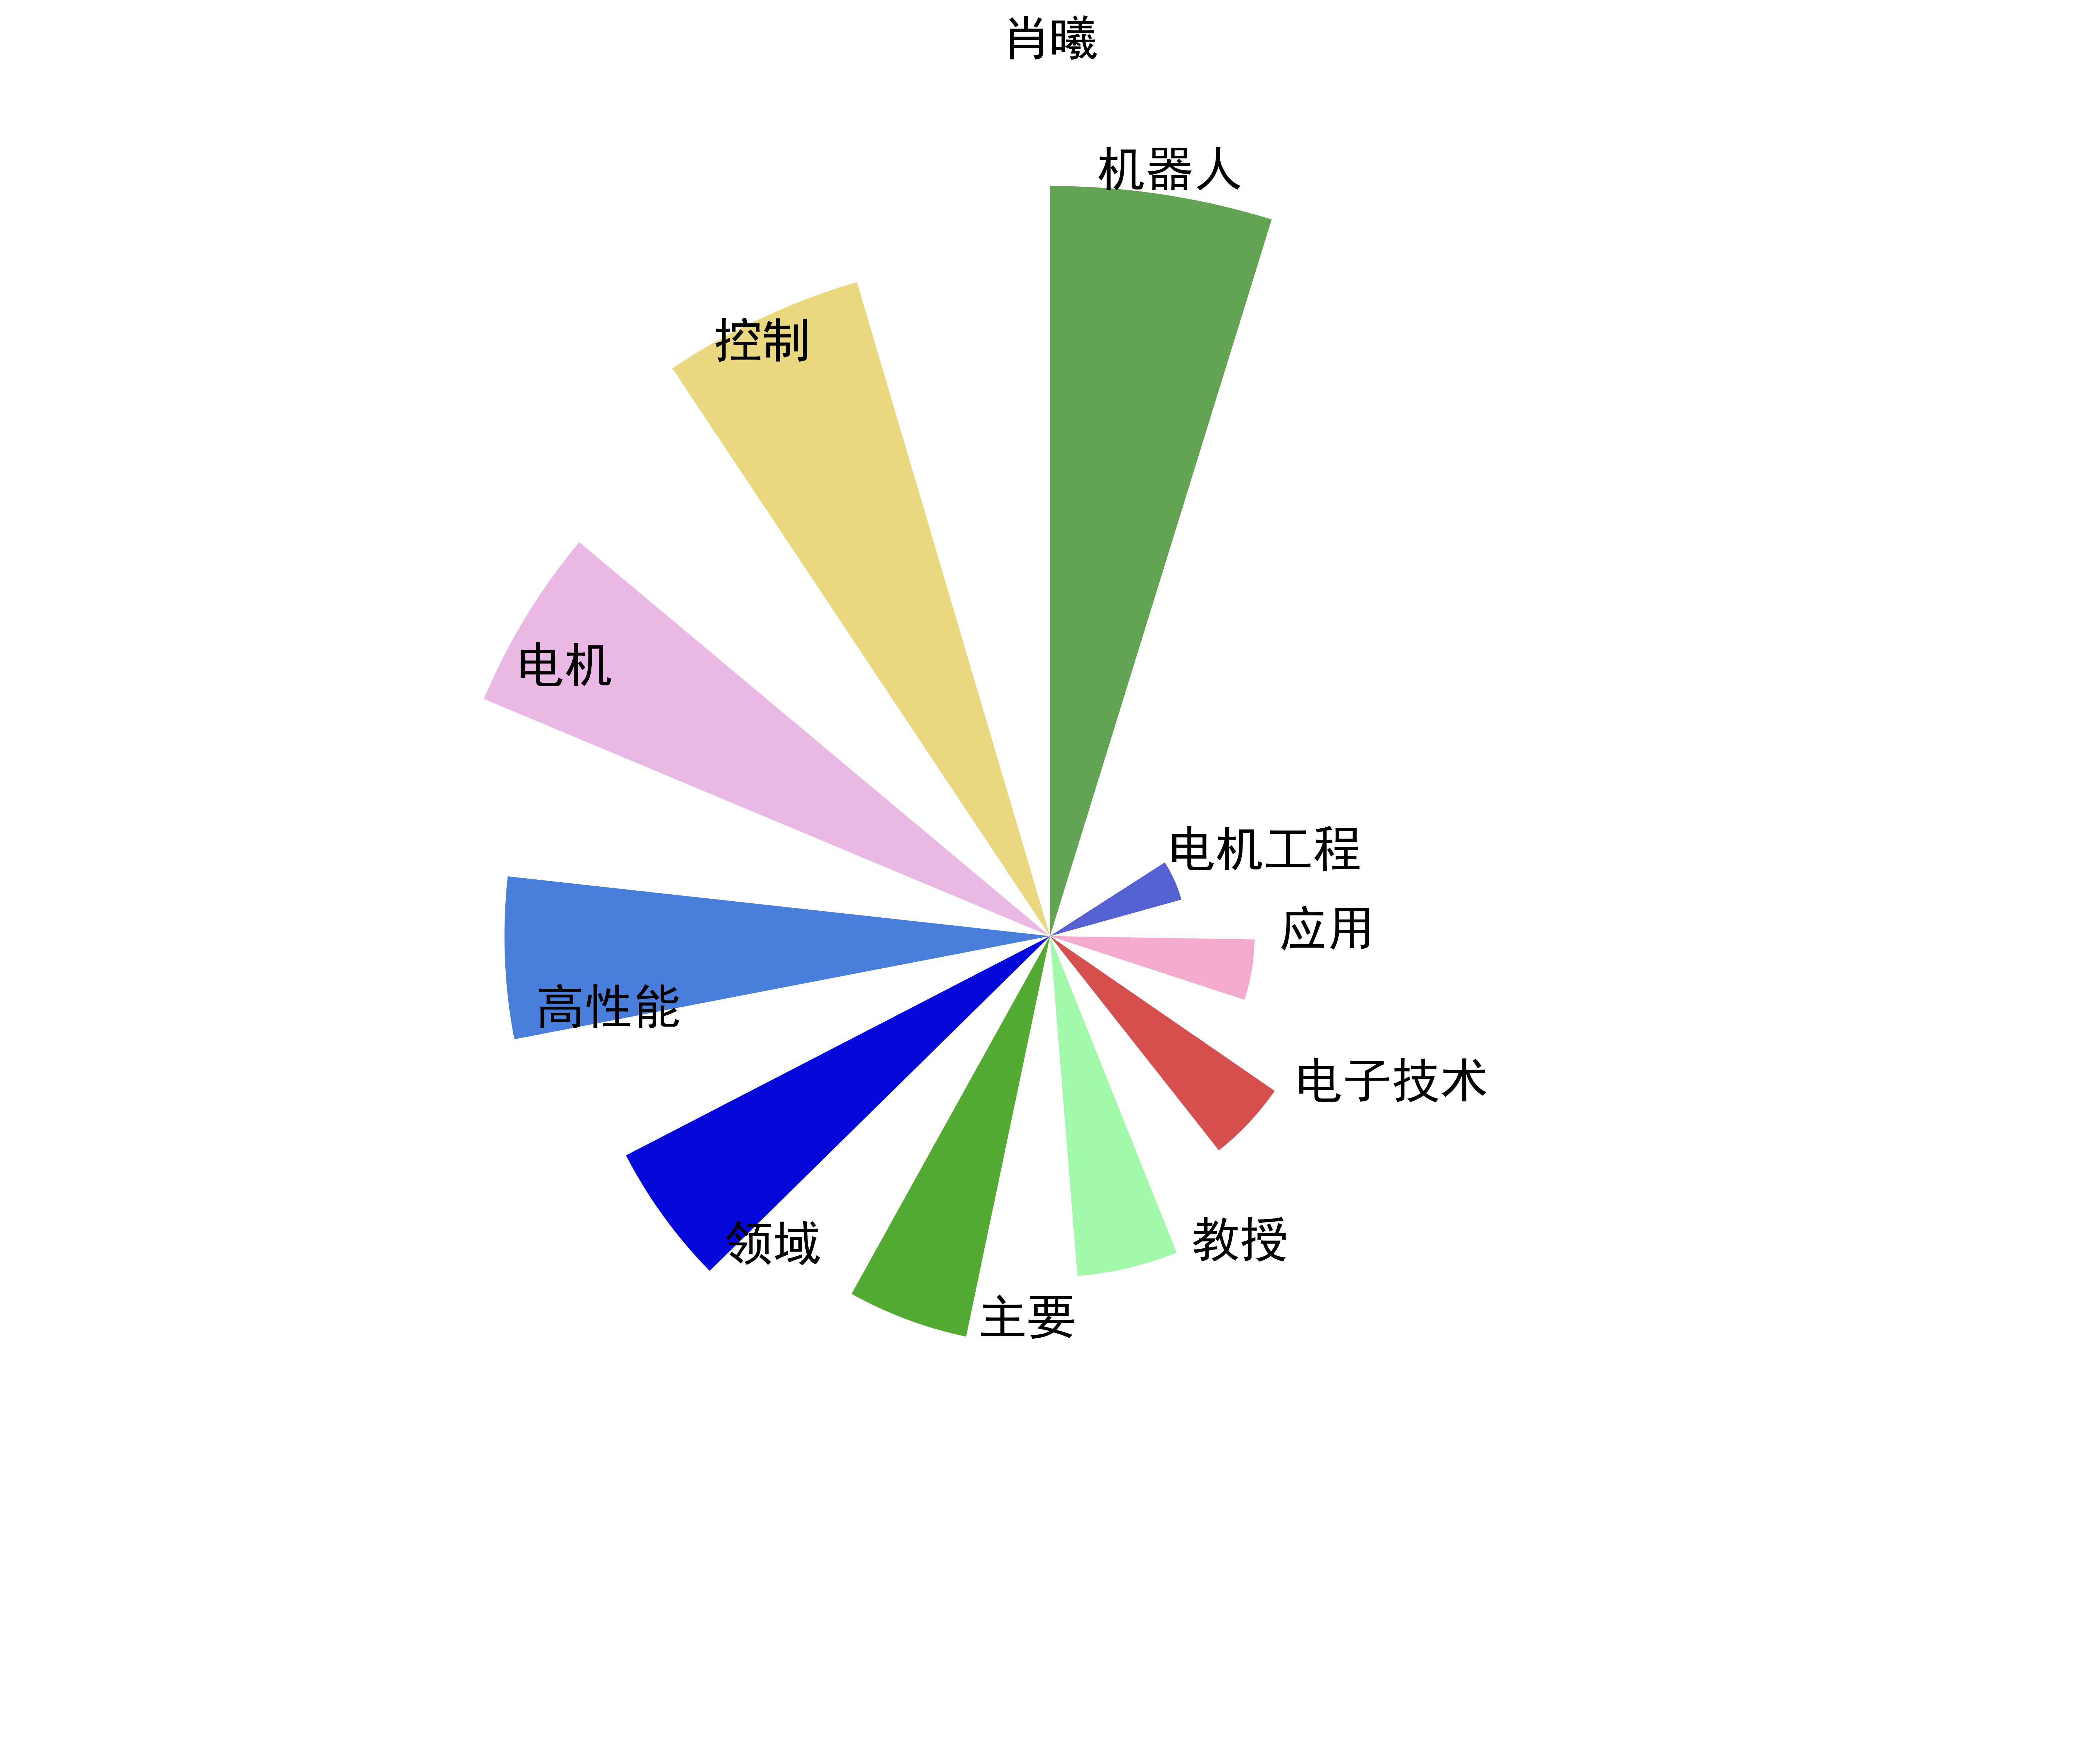 肖曦
机器人
控制
电机
电机工程
应用
高性能
电子技术
领域
教授
主要